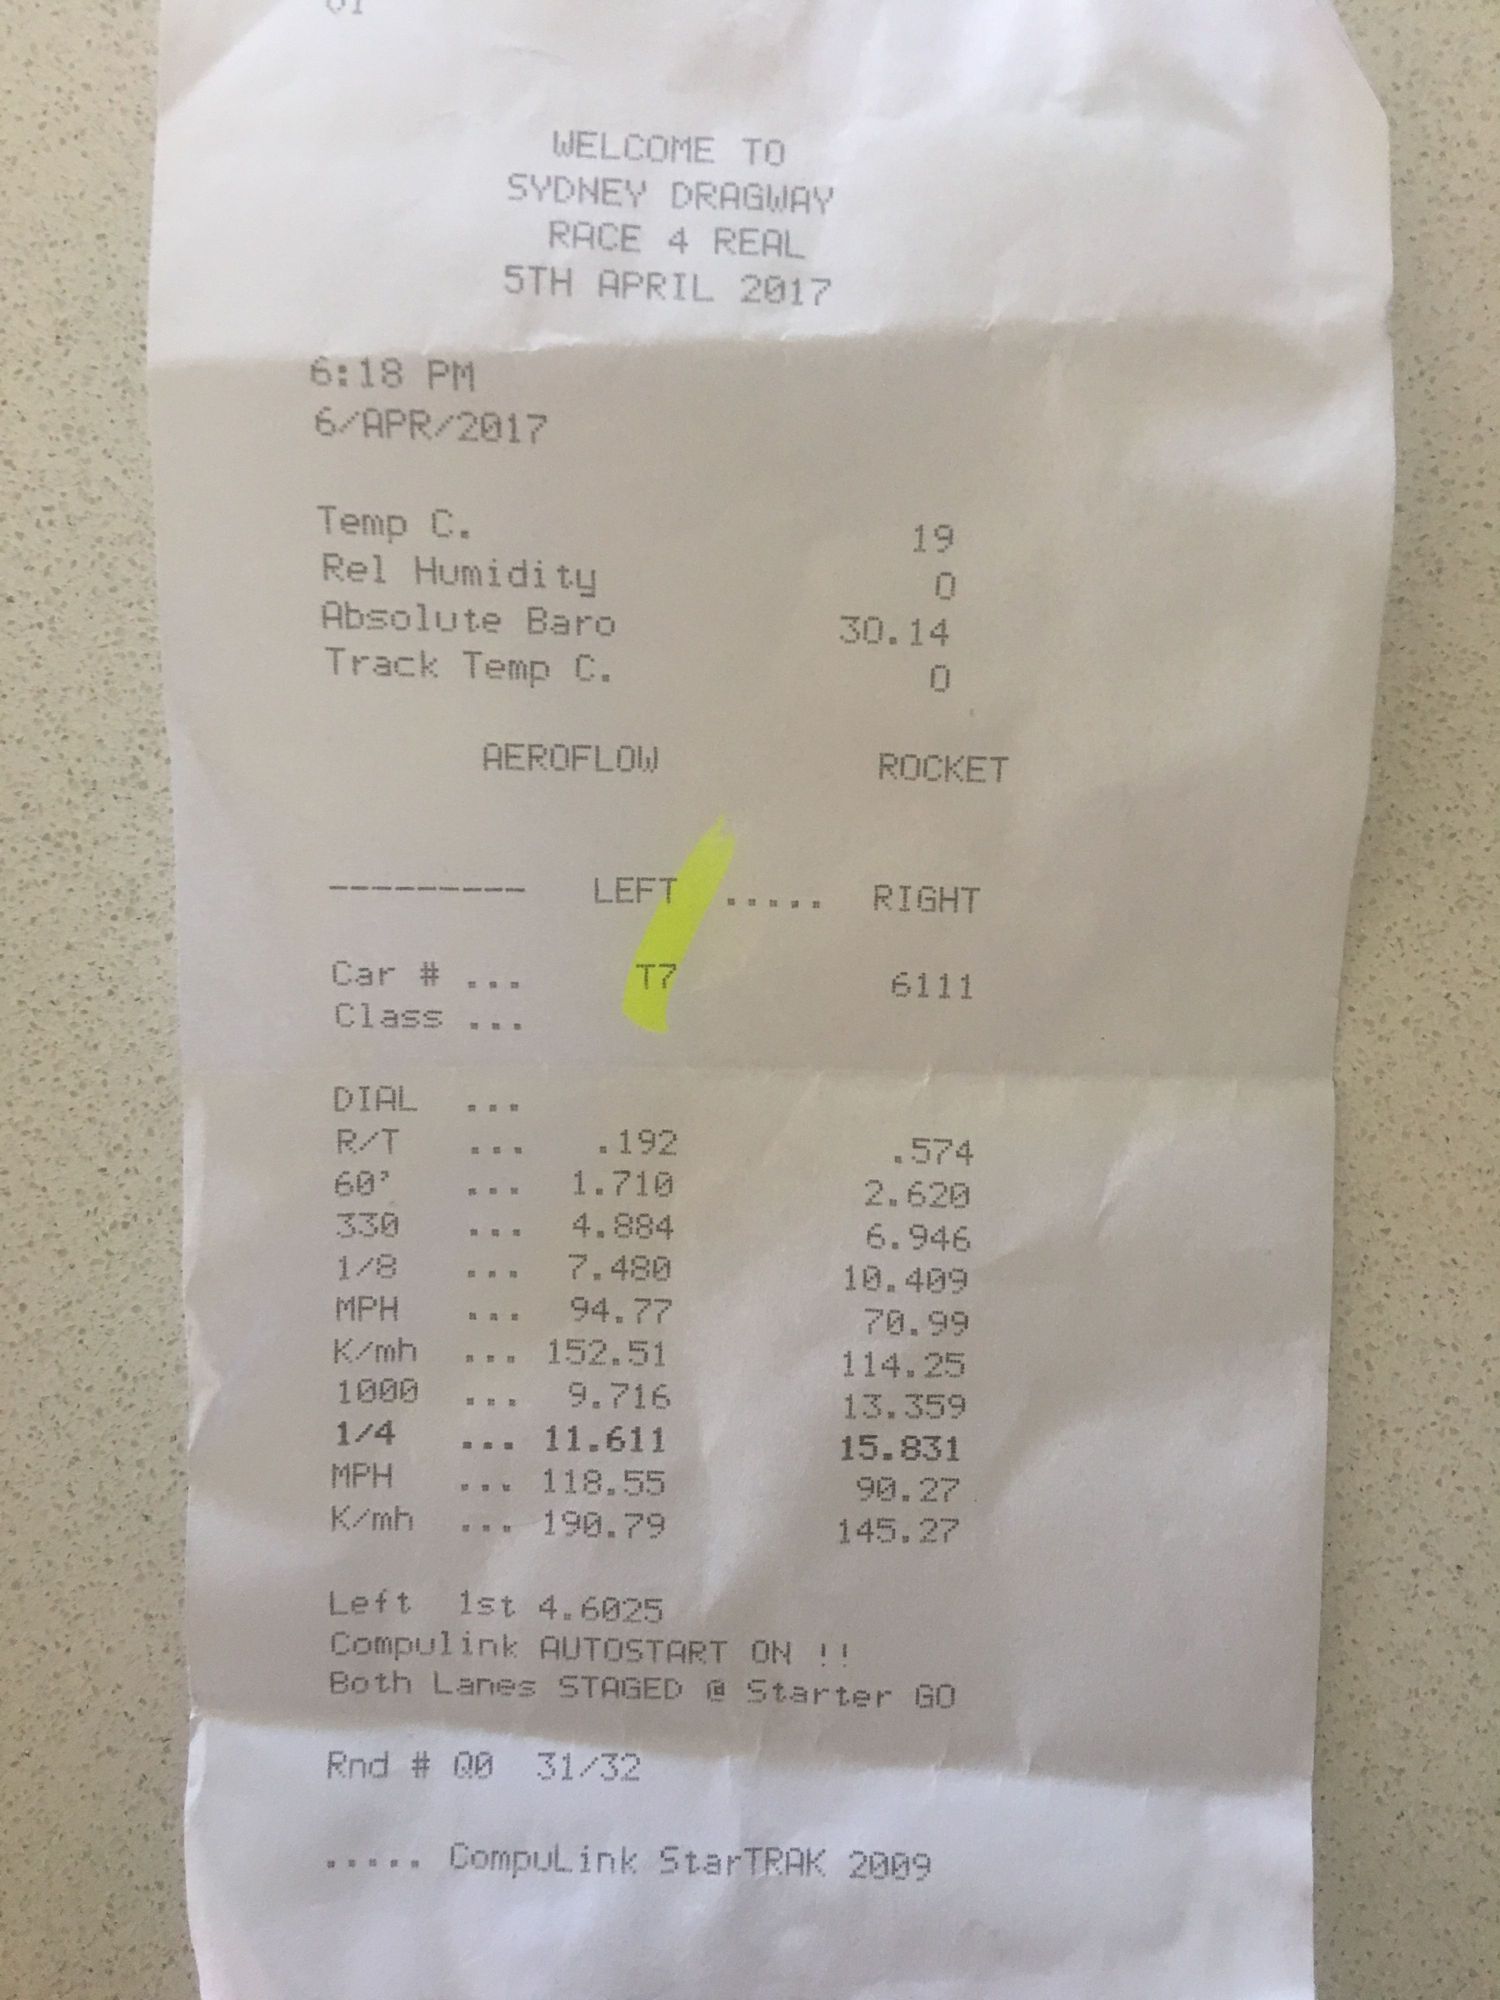 WELCOME TO
SYDNEY DRAGWAY
RACE 4 REAL
5TH APRIL 2017
6:18 PM
6/APR/2017
Temp C. 19
Rel Humidity 0
Absolute Baro 30.14
Track Temp C. 0
AEROFLOW ROCKET
--------- LEFT ..... RIGHT
Car # ... T7 6111
Class ...
DIAL ...
R/T ... .192 .574
60' ... 1.710 2.620
330 ... 4.884 6.946
1/8 ... 7.480 10.409
MPH ... 94.77 70.99
K/mh ... 152.51 114.25
1000 ... 9.716 13.359
1/4 ... 11.611 15.831
MPH ... 118.55 90.27
K/mh ... 190.79 145.27
Left 1st 4.6025
Compulink AUTOSTART ON !!
Both Lanes STAGED @ Starter GO
Rnd # Q0 31/32
..... CompuLink StarTRAK 2009